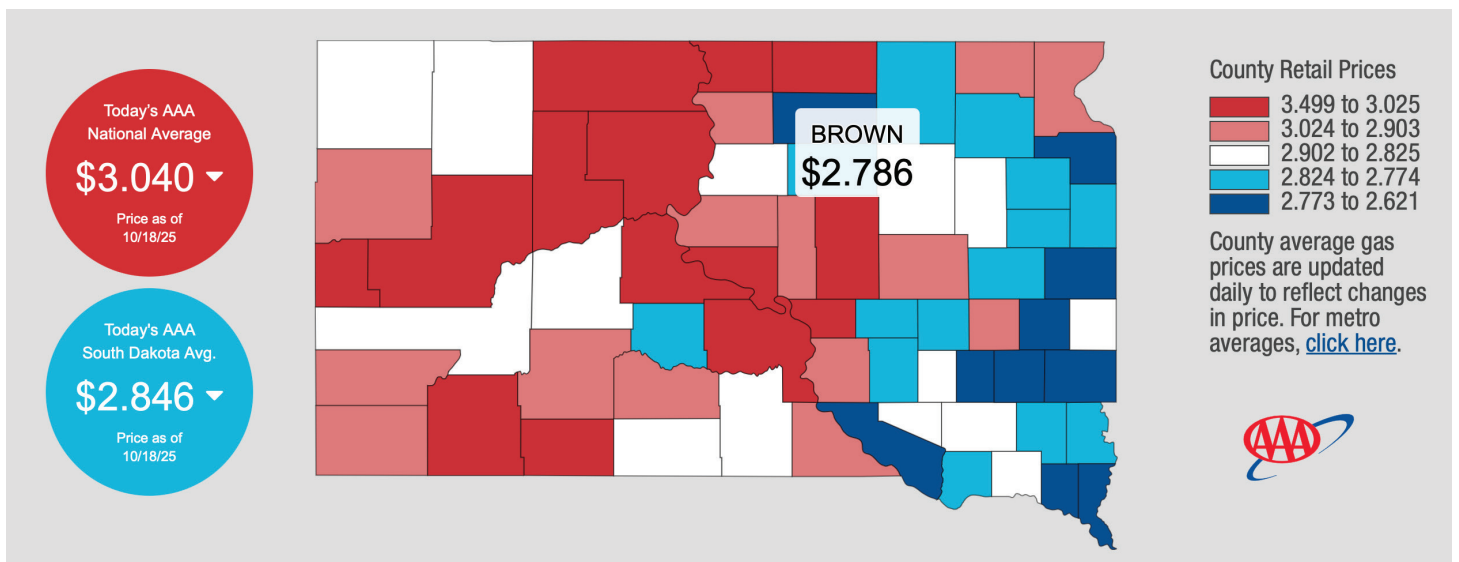 Today's AAA
National Average
$3.040
Price as of
10/18/25
Today's AAA
South Dakota Avg.
$2.846
Price as of
10/18/25
BROWN
$2.786
County Retail Prices
3.499 to 3.025
3.024 to 2.903
2.902 to 2.825
2.824 to 2.774
2.773 to 2.621
County average gas
prices are updated
daily to reflect changes
in price. For metro
averages, click here.
AAA